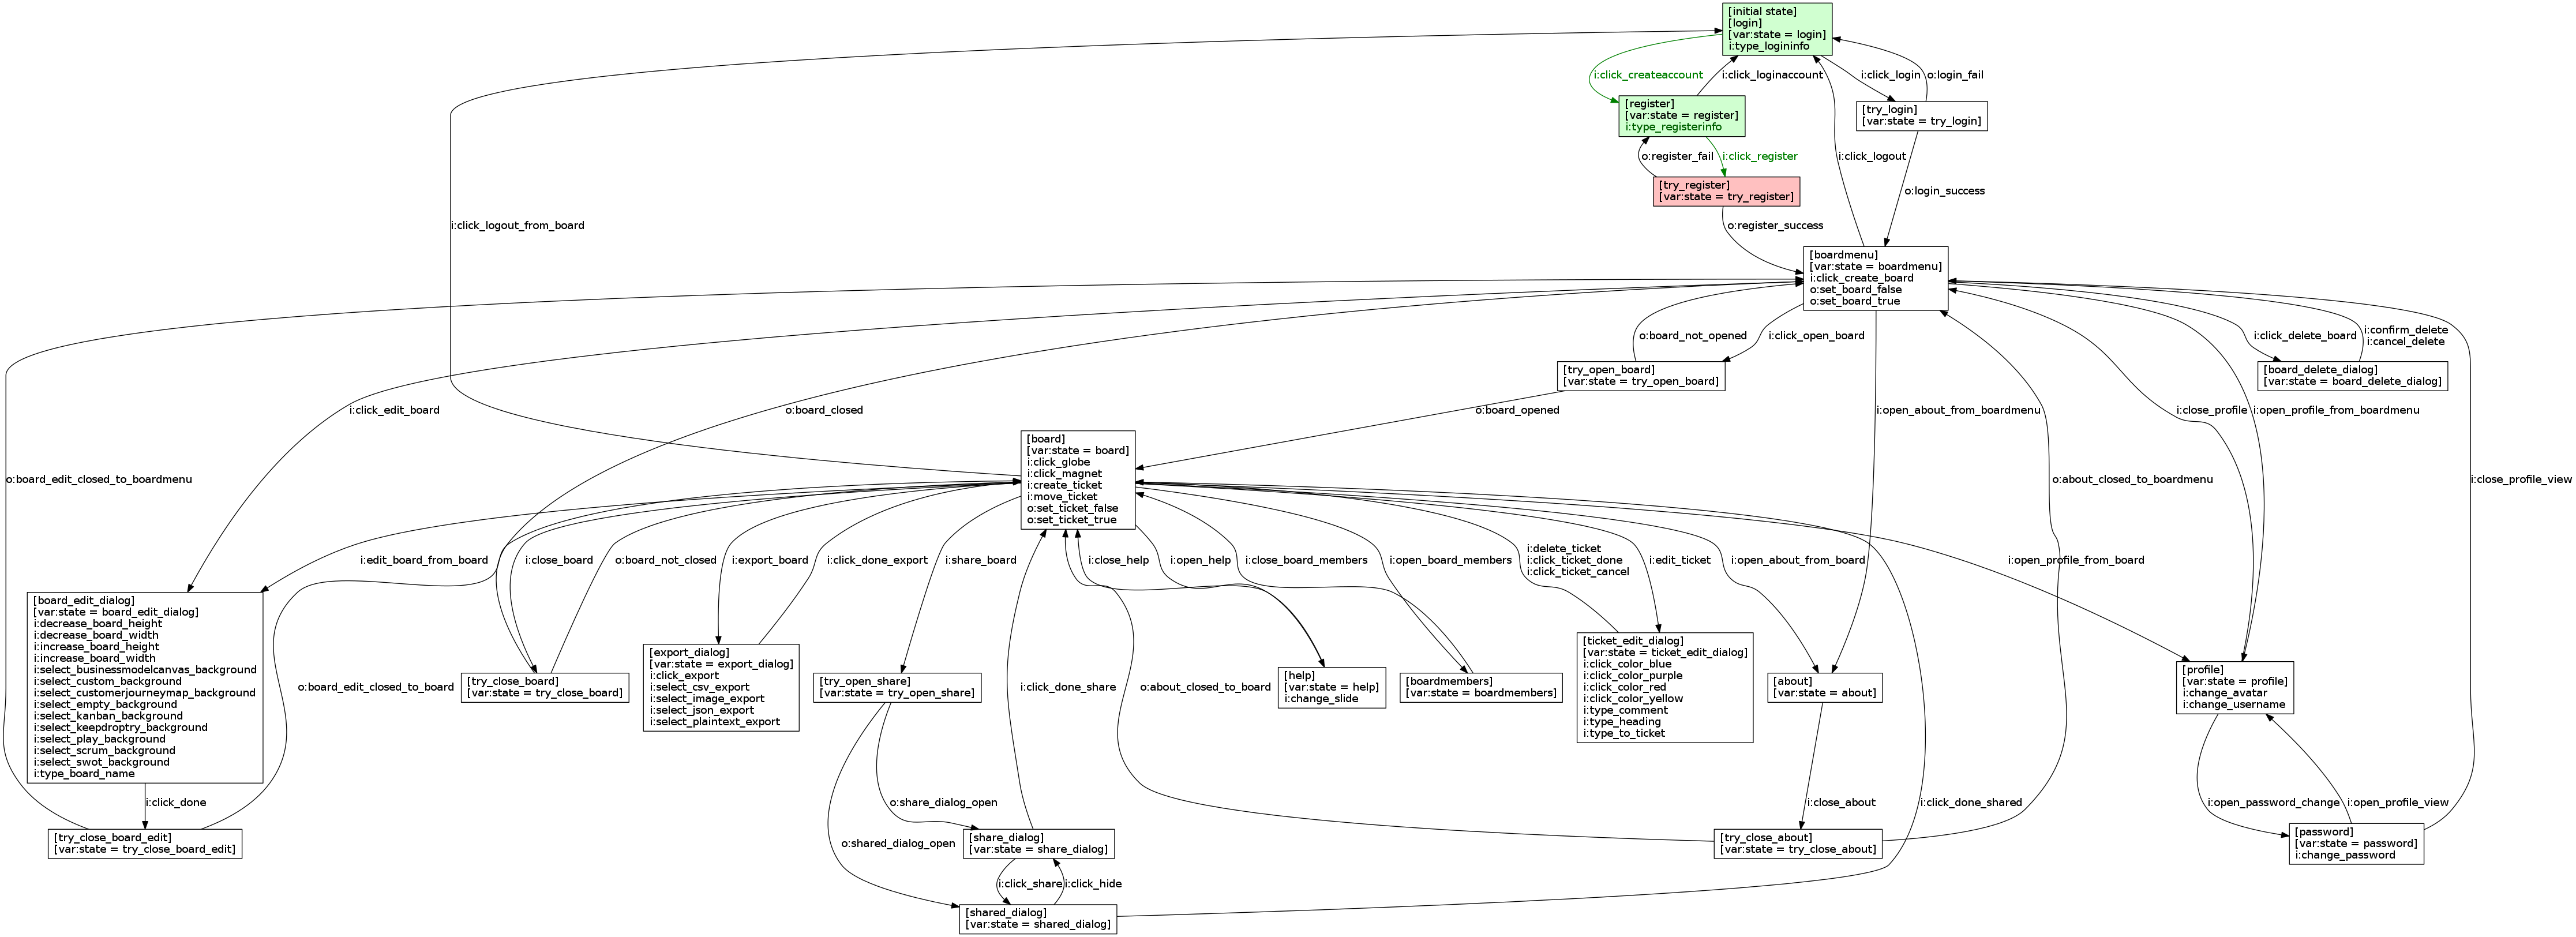 [initial state]
[login]
[var:state = login]
i:type_logininfo
i:click_createaccount
i:click_loginaccount
i:click_login
o:login_fail
[register]
[var:state = register]
i:type_registerinfo
[try_login]
[var:state = try_login]
o:register_fail
i:click_register
i:click_logout
[try_register]
[var:state = try_register]
o:login_success
i:click_logout_from_board
o:register_success
[boardmenu]
[var:state = boardmenu]
i:click_create_board
o:set_board_false
o:set_board_true
o:board_not_opened
i:click_open_board
i:click_delete_board
i:confirm_delete
i:cancel_delete
[try_open_board]
[var:state = try_open_board]
[board_delete_dialog]
[var:state = board_delete_dialog]
i:click_edit_board
o:board_closed
o:board_opened
i:open_about_from_boardmenu
i:close_profile
i:open_profile_from_boardmenu
[board]
[var:state = board]
i:click_globe
i:click_magnet
i:create_ticket
i:move_ticket
o:set_ticket_false
o:set_ticket_true
o:board_edit_closed_to_boardmenu
o:about_closed_to_boardmenu
i:close_profile_view
i:edit_board_from_board
i:close_board
o:board_not_closed
i:export_board
i:click_done_export
i:share_board
i:close_help
i:open_help
i:close_board_members
i:open_board_members
i:delete_ticket
i:click_ticket_done
i:click_ticket_cancel
i:edit_ticket
i:open_about_from_board
i:open_profile_from_board
[board_edit_dialog]
[var:state = board_edit_dialog]
i:decrease_board_height
i:decrease_board_width
i:increase_board_height
i:increase_board_width
i:select_businessmodelcanvas_background
i:select_custom_background
i:select_customerjourneymap_background
i:select_empty_background
i:select_kanban_background
i:select_keepdroptry_background
i:select_play_background
i:select_scrum_background
i:select_swot_background
i:type_board_name
o:board_edit_closed_to_board
[try_close_board]
[var:state = try_close_board]
[export_dialog]
[var:state = export_dialog]
i:click_export
i:select_csv_export
i:select_image_export
i:select_json_export
i:select_plaintext_export
[try_open_share]
[var:state = try_open_share]
i:click_done_share
o:about_closed_to_board
[help]
[var:state = help]
i:change_slide
[boardmembers]
[var:state = boardmembers]
[ticket_edit_dialog]
[var:state = ticket_edit_dialog]
i:click_color_blue
i:click_color_purple
i:click_color_red
i:click_color_yellow
i:type_comment
i:type_heading
i:type_to_ticket
[about]
[var:state = about]
[profile]
[var:state = profile]
i:change_avatar
i:change_username
i:click_done
o:share_dialog_open
i:close_about
i:click_done_shared
i:open_password_change
i:open_profile_view
[try_close_board_edit]
[var:state = try_close_board_edit]
o:shared_dialog_open
[share_dialog]
[var:state = share_dialog]
[try_close_about]
[var:state = try_close_about]
[password]
[var:state = password]
i:change_password
i:click_share
i:click_hide
[shared_dialog]
[var:state = shared_dialog]